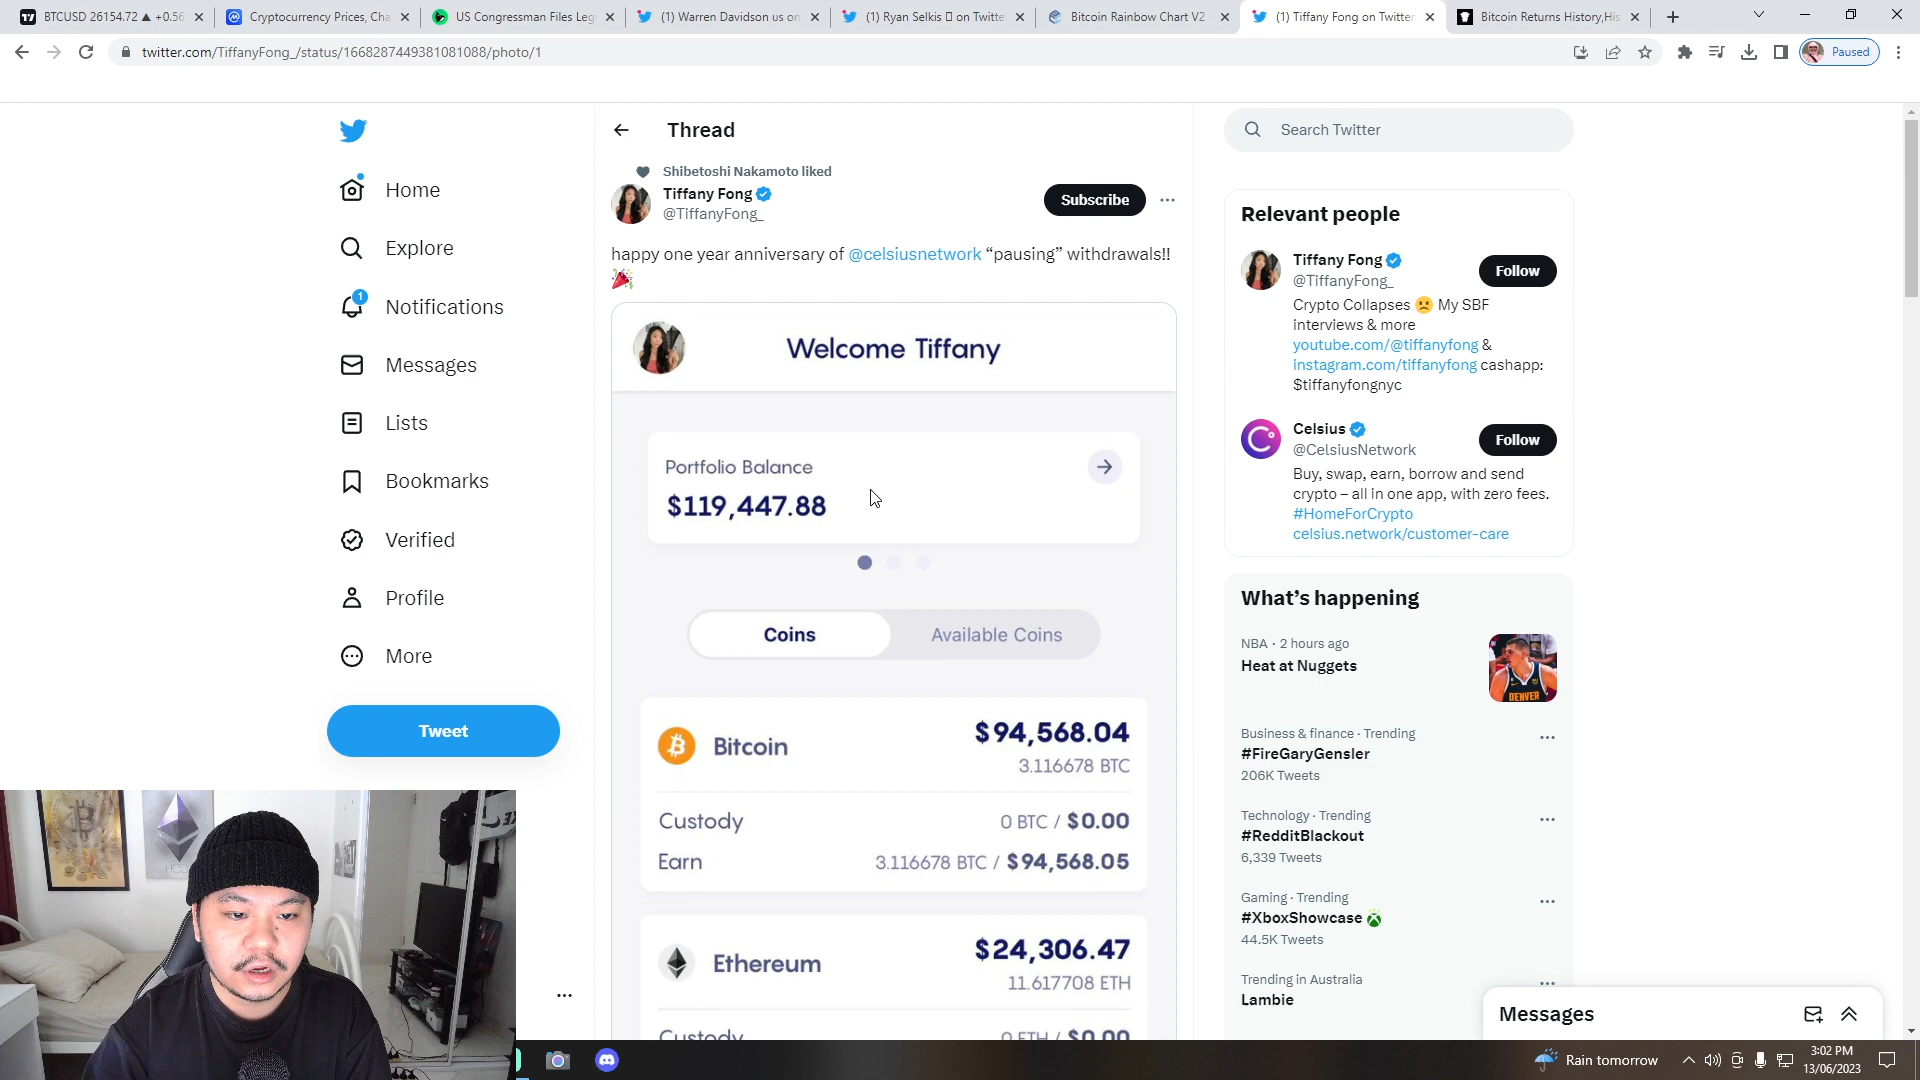 BTCUSD 26154.72 ▲ +0.56
Cryptocurrency Prices, Cha
US Congressman Files Leg
(1) Warren Davidson us on
(1) Ryan Selkis on Twitte
Bitcoin Rainbow Chart V2
(1) Tiffany Fong on Twitter
Bitcoin Returns History,His
twitter.com/TiffanyFong_/status/1668287449381081088/photo/1
Paused
Home
Explore
1
Notifications
Messages
Lists
Bookmarks
Verified
Profile
More
Tweet
Thread
Shibetoshi Nakamoto liked
Tiffany Fong
@TiffanyFong_
Subscribe
happy one year anniversary of @celsiusnetwork “pausing” withdrawals!!
🎉
Welcome Tiffany
Portfolio Balance
$119,447.88
Coins
Available Coins
Bitcoin
$94,568.04
3.116678 BTC
Custody
0 BTC / $0.00
Earn
3.116678 BTC / $94,568.05
Ethereum
$24,306.47
11.617708 ETH
Custody
0 ETH / $0.00
Search Twitter
Relevant people
Tiffany Fong
@TiffanyFong_
Follow
Crypto Collapses ☹️ My SBF
interviews & more
youtube.com/@tiffanyfong &
instagram.com/tiffanyfong cashapp:
$tiffanyfongnyc
Celsius
@CelsiusNetwork
Follow
Buy, swap, earn, borrow and send
crypto – all in one app, with zero fees.
#HomeForCrypto
celsius.network/customer-care
What’s happening
NBA · 2 hours ago
Heat at Nuggets
DENVER
Business & finance · Trending
#FireGaryGensler
206K Tweets
Technology · Trending
#RedditBlackout
6,339 Tweets
Gaming · Trending
#XboxShowcase
44.5K Tweets
Trending in Australia
Lambie
Messages
Rain tomorrow
3:02 PM
13/06/2023